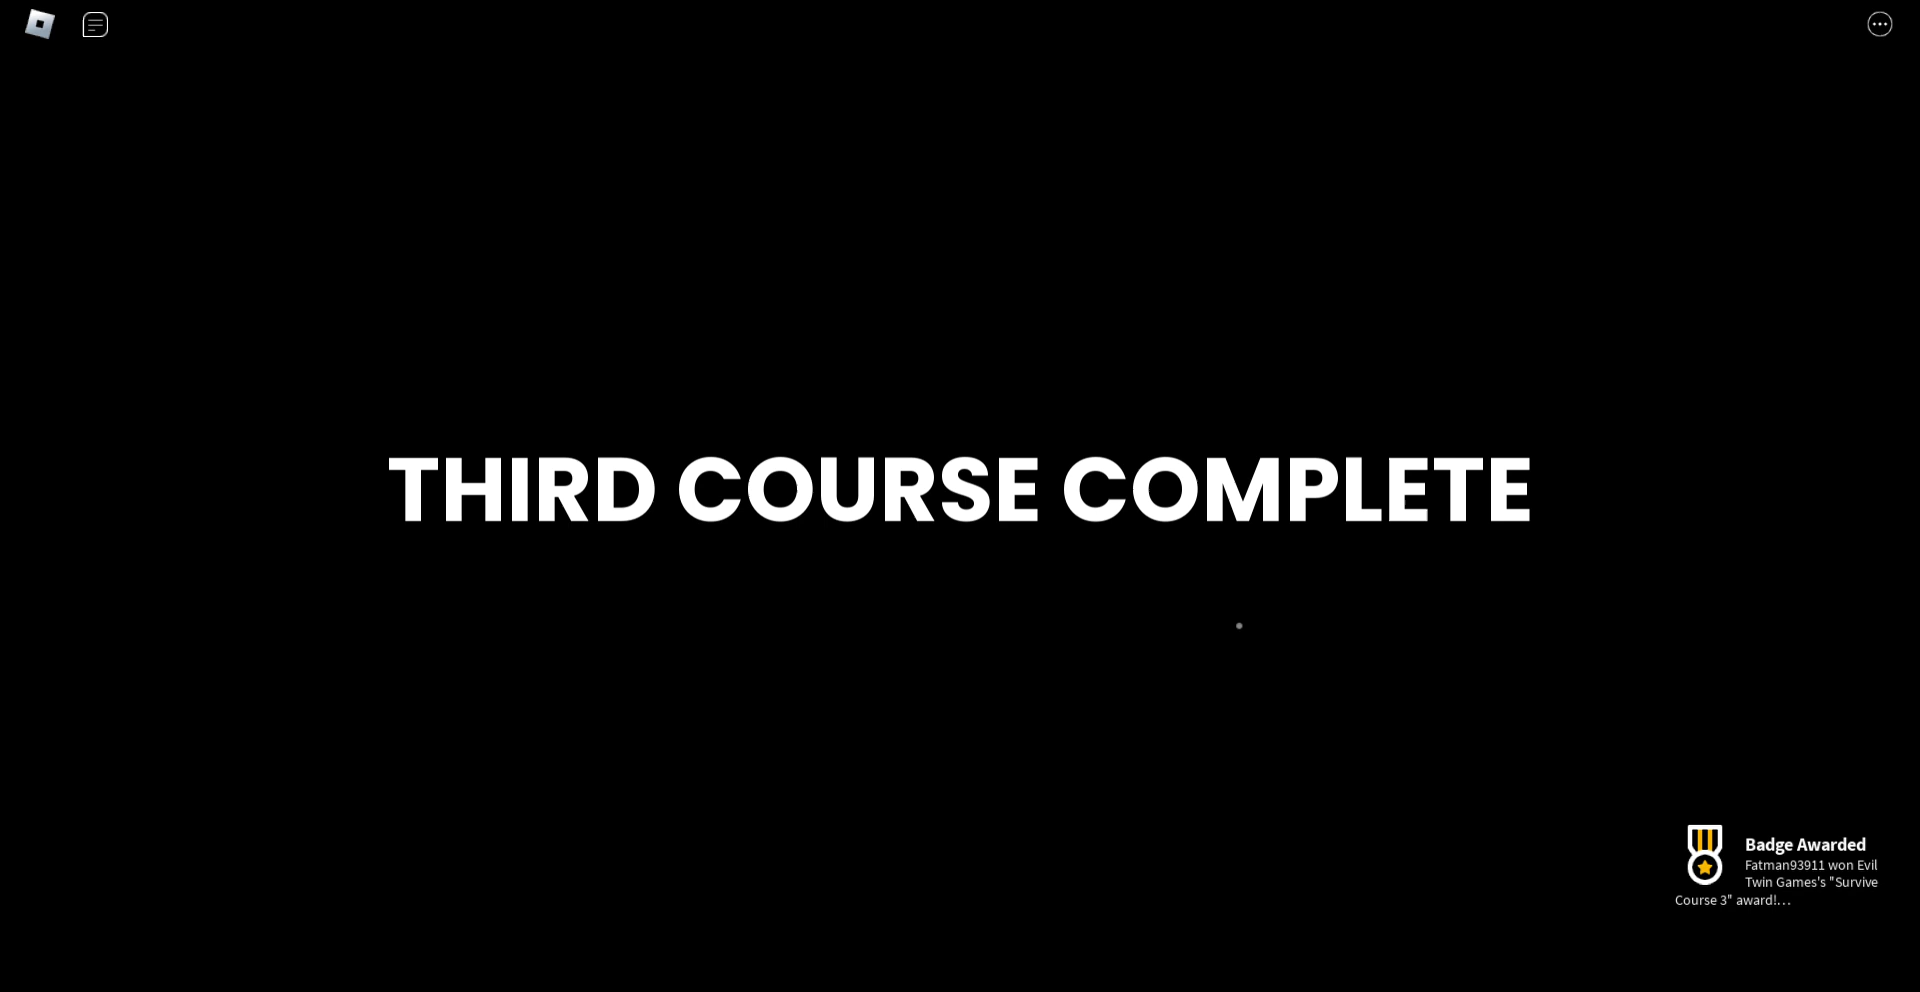 THIRD COURSE COMPLETE
Badge Awarded
Fatman93911 won Evil
Twin Games's "Survive
Course 3" award!...